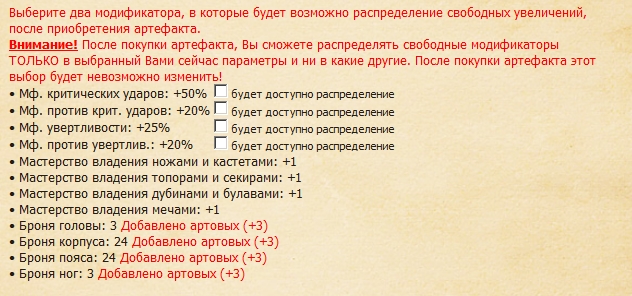 Выберите два модификатора, в которые будет возможно распределение свободных увеличений,
после приобретения артефакта.
Внимание! После покупки артефакта, Вы сможете распределять свободные модификаторы
ТОЛЬКО в выбранный Вами сейчас параметры и ни в какие другие. После покупки артефакта этот
выбор будет невозможно изменить!
• Мф. критических ударов: +50% будет доступно распределение
• Мф. против крит. ударов: +20% будет доступно распределение
• Мф. увертливости: +25% будет доступно распределение
• Мф. против увертлив.: +20% будет доступно распределение
• Мастерство владения ножами и кастетами: +1
• Мастерство владения топорами и секирами: +1
• Мастерство владения дубинами и булавами: +1
• Мастерство владения мечами: +1
• Броня головы: 3 Добавлено артовых (+3)
• Броня корпуса: 24 Добавлено артовых (+3)
• Броня пояса: 24 Добавлено артовых (+3)
• Броня ног: 3 Добавлено артовых (+3)